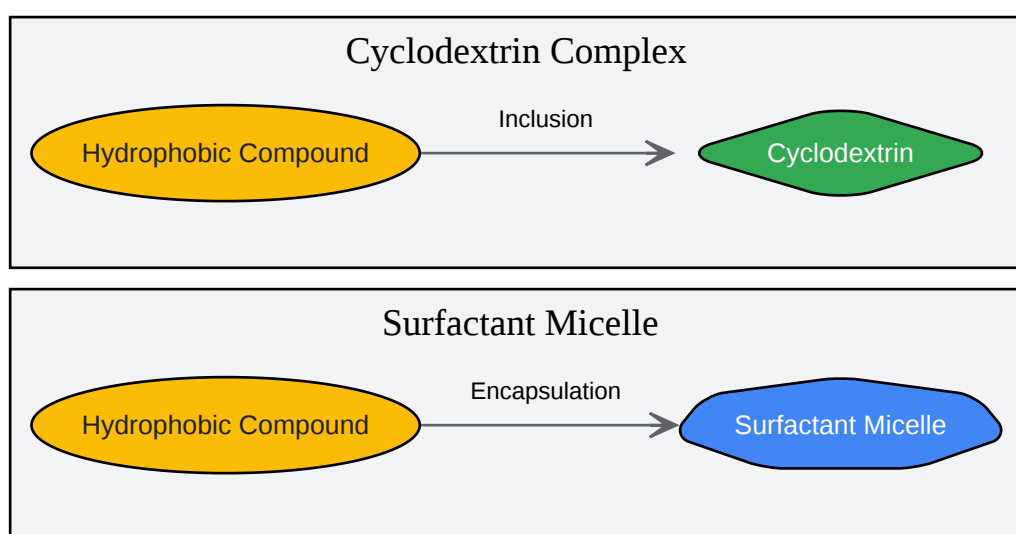 Cyclodextrin Complex
Inclusion
Hydrophobic Compound
Cyclodextrin
Surfactant Micelle
Encapsulation
Hydrophobic Compound
Surfactant Micelle